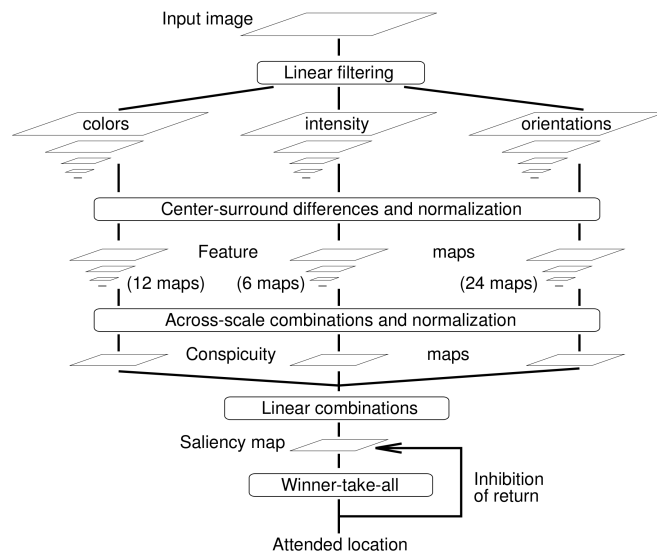 Input image
Linear filtering
colors intensity orientations
Center-surround differences and normalization
Feature maps
(12 maps) (6 maps) (24 maps)
Across-scale combinations and normalization
Conspicuity maps
Linear combinations
Saliency map
Winner-take-all
Inhibition
of return
Attended location